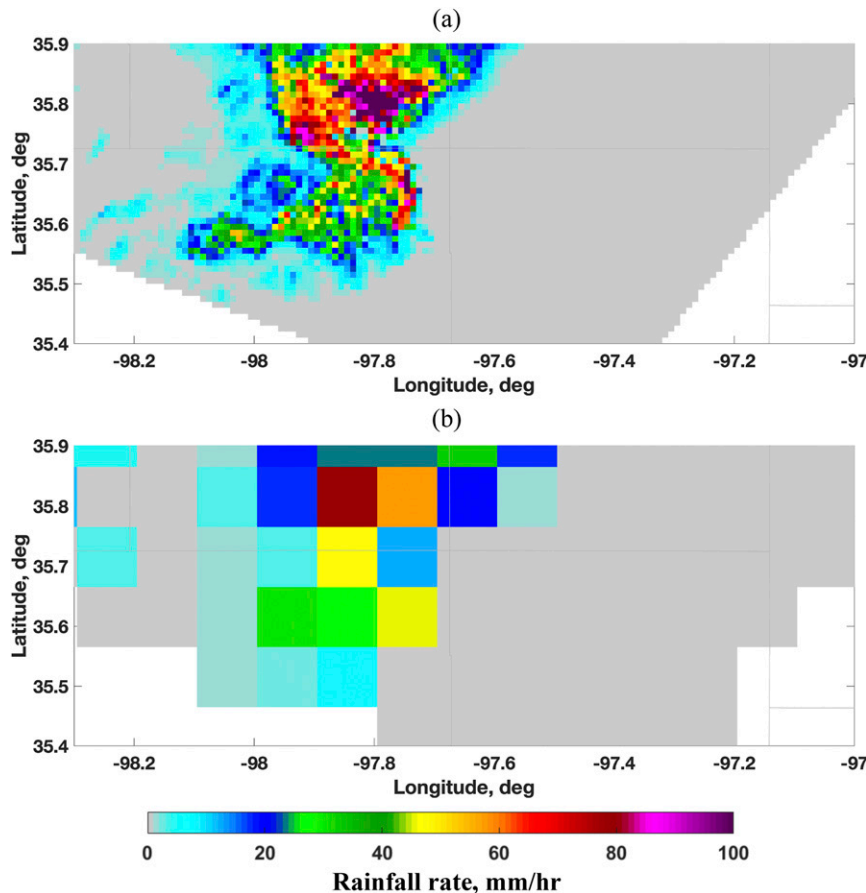 (a)
35.9
35.8
35.7
35.6
35.5
35.4
Latitude, deg
-98.2 -98 -97.8 -97.6 -97.4 -97.2 -97
Longitude, deg
(b)
35.9
35.8
35.7
35.6
35.5
35.4
Latitude, deg
-98.2 -98 -97.8 -97.6 -97.4 -97.2 -97
Longitude, deg
0 20 40 60 80 100
Rainfall rate, mm/hr